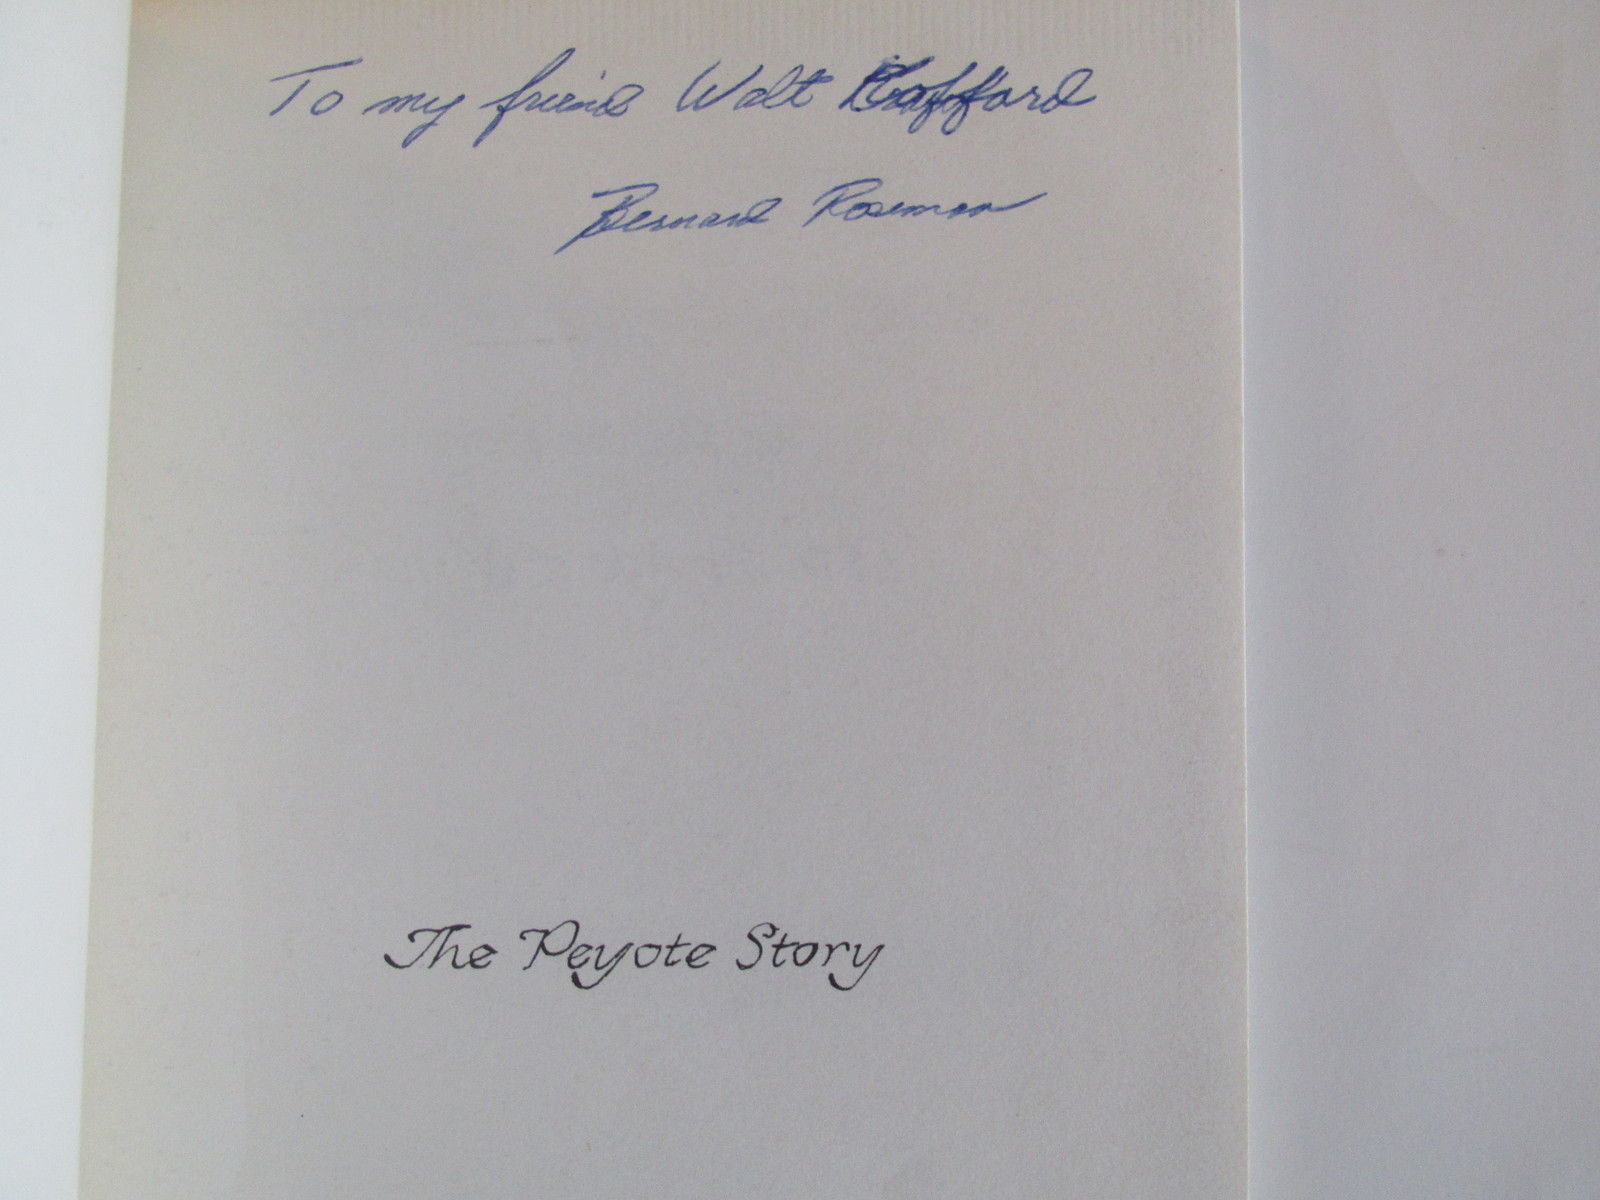 To my friend Walt
Bernard Roseman
The Peyote Story